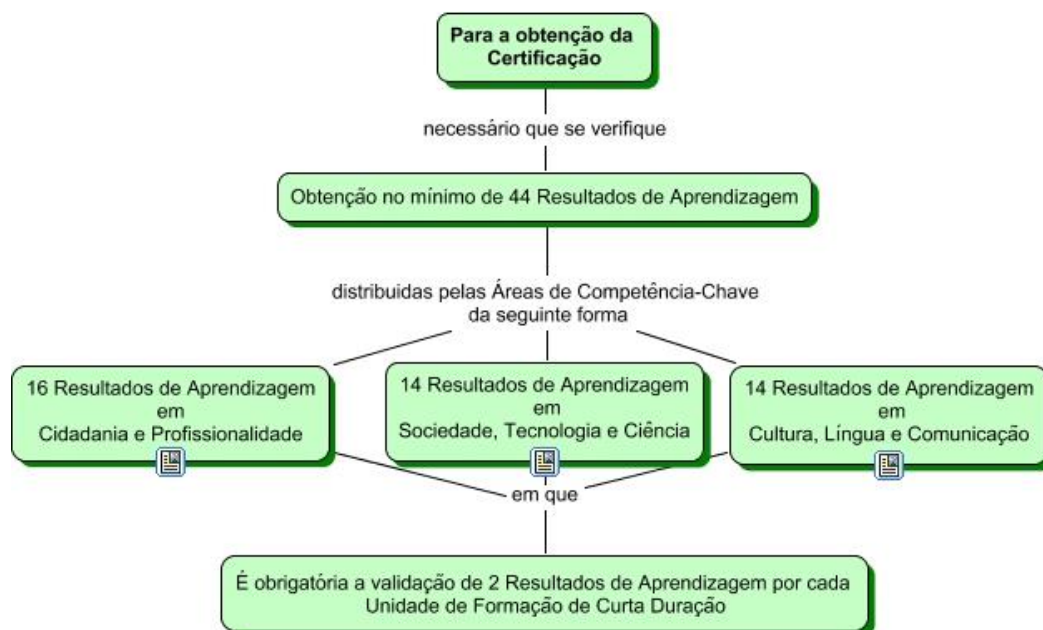 Para a obtenção da
Certificação
necessário que se verifique
Obtenção no mínimo de 44 Resultados de Aprendizagem
distribuidas pelas Áreas de Competência-Chave
da seguinte forma
16 Resultados de Aprendizagem
em
Cidadania e Profissionalidade
14 Resultados de Aprendizagem
em
Sociedade, Tecnologia e Ciência
14 Resultados de Aprendizagem
em
Cultura, Língua e Comunicação
em que
É obrigatória a validação de 2 Resultados de Aprendizagem por cada
Unidade de Formação de Curta Duração